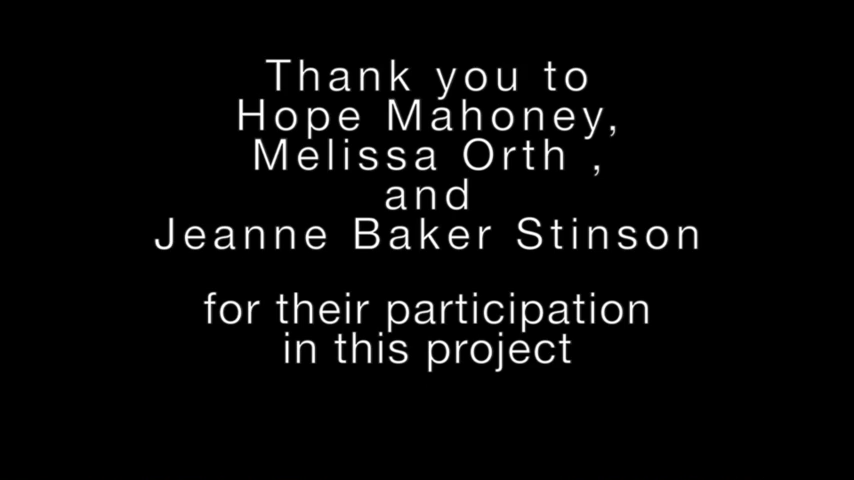 Thank you to
Hope Mahoney,
Melissa Orth ,
and
Jeanne Baker Stinson
for their participation
in this project